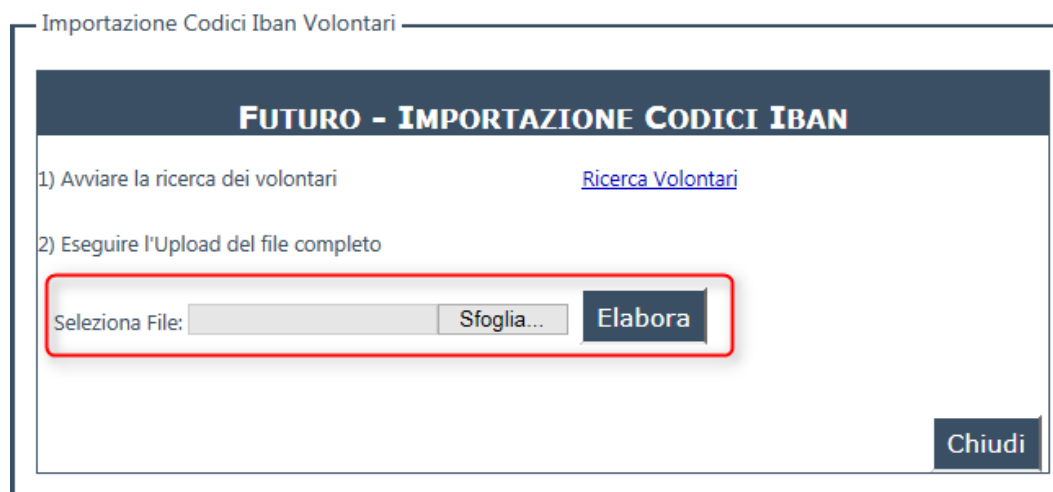 Importazione Codici Iban Volontari
FUTURO - IMPORTAZIONE CODICI IBAN
1) Avviare la ricerca dei volontari Ricerca Volontari
2) Eseguire l'Upload del file completo
Seleziona File: Sfoglia... Elabora
Chiudi